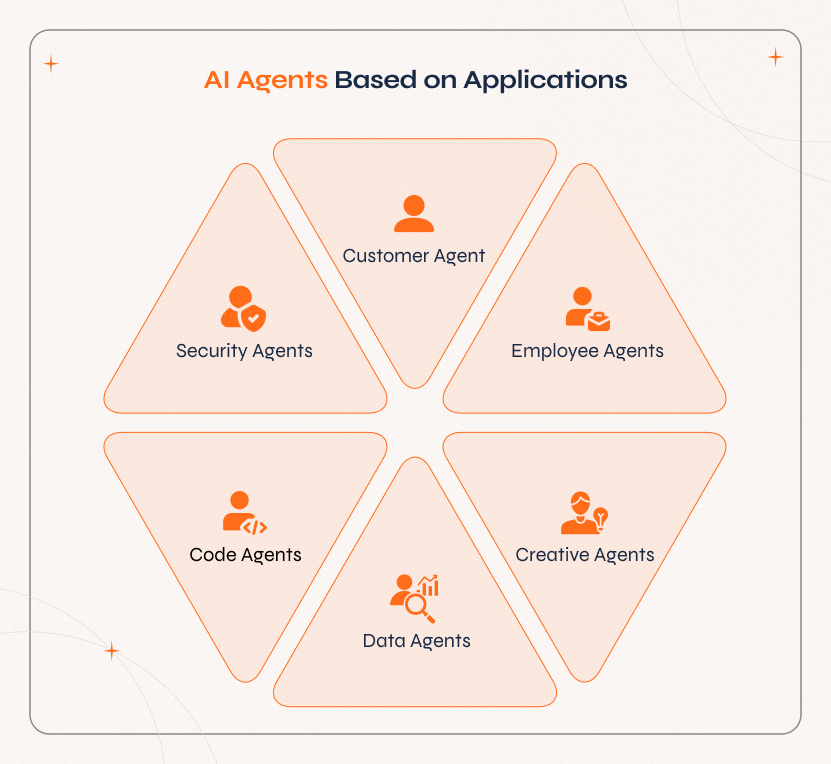 AI Agents Based on Applications
Customer Agent
Security Agents
Employee Agents
Code Agents
Creative Agents
Data Agents